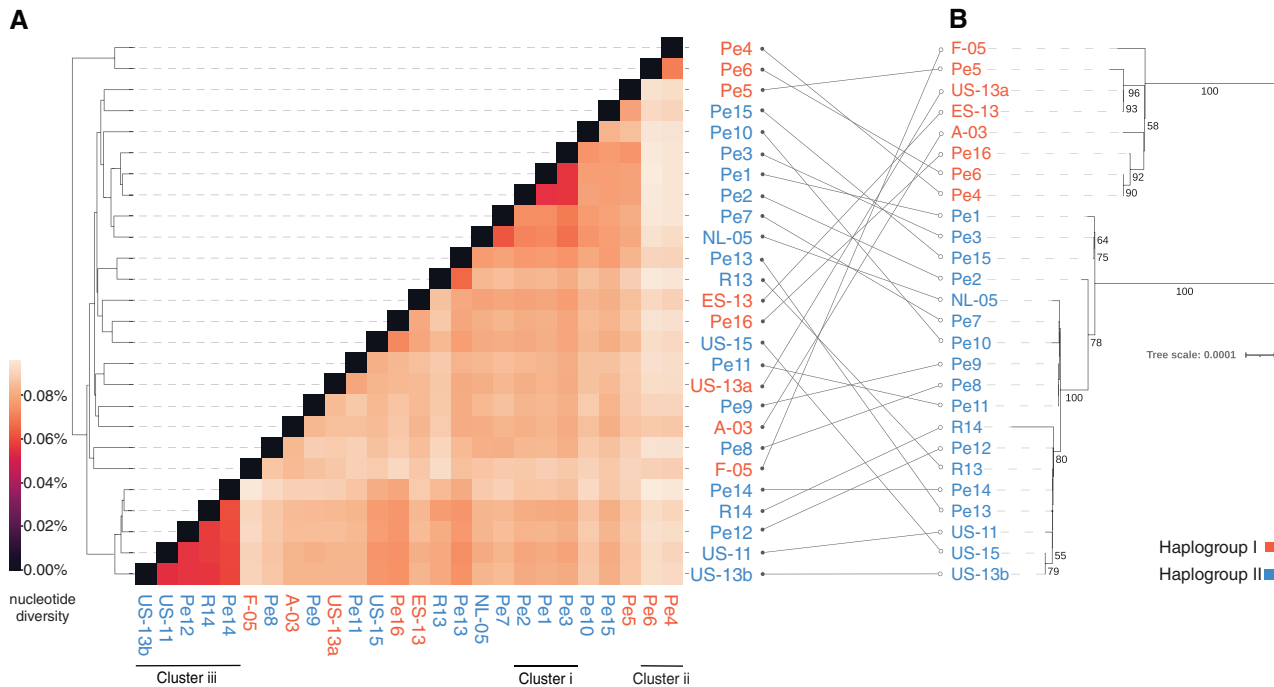 A
B
Pe4
Pe6
Pe5
Pe15
Pe10
Pe3
Pe1
Pe2
Pe7
NL-05
Pe13
R13
ES-13
Pe16
US-15
Pe11
US-13a
Pe9
A-03
Pe8
F-05
Pe14
R14
Pe12
US-11
US-13b
F-05
Pe5
US-13a
ES-13
A-03
Pe16
Pe6
Pe4
Pe1
Pe3
Pe15
Pe2
NL-05
Pe7
Pe10
Pe9
Pe8
Pe11
R14
Pe12
R13
Pe14
Pe13
US-11
US-15
US-13b
100
96
93
58
92
90
64
75
100
78
100
80
55
79
Tree scale: 0.0001
Haplogroup I
Haplogroup II
0.08%
0.06%
0.04%
0.02%
0.00%
nucleotide
diversity
US-13b
US-11
Pe12
R14
Pe14
F-05
Pe8
A-03
Pe9
US-13a
Pe11
US-15
Pe16
ES-13
R13
Pe13
NL-05
Pe7
Pe2
Pe1
Pe3
Pe10
Pe15
Pe5
Pe6
Pe4
Cluster iii
Cluster i
Cluster ii